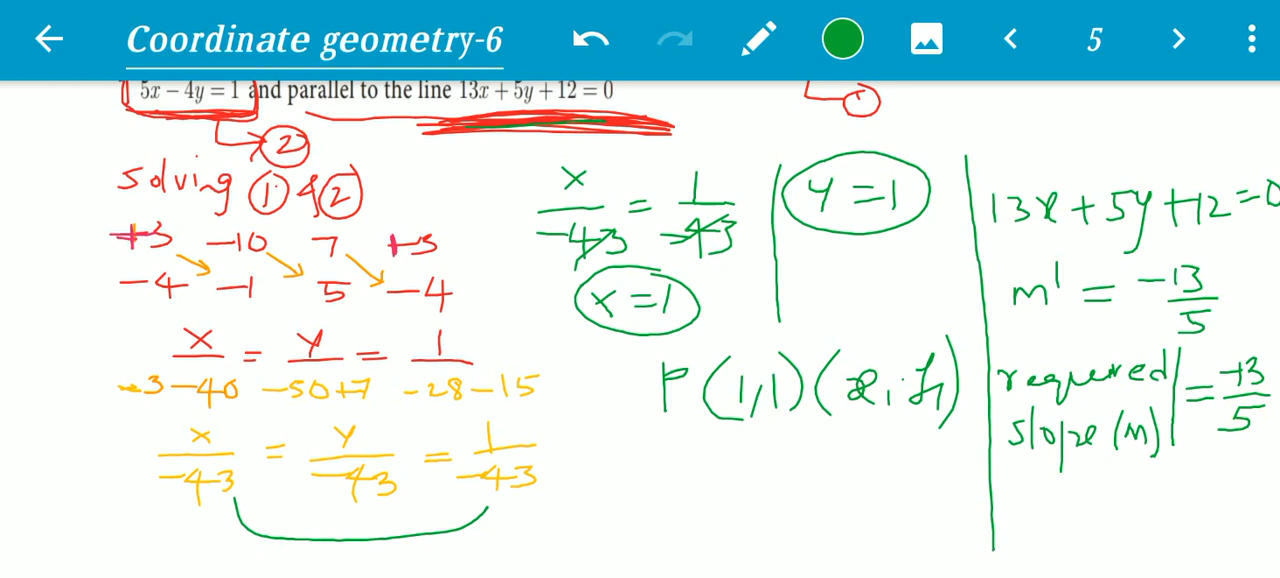 Coordinate geometry-6
5
5x − 4y = 1 and parallel to the line 13x + 5y + 12 = 0
①
②
solving ① & ②
+3 −10 7 +3
−4 −1 5 −4
x/ = y/ = 1/
−3−40 −50+7 −28−15
x/−43 = y/−43 = 1/−43
x/−43 = 1/−43
x=1
y=1
P(1,1)(x₁, y₁)
13x+5y+12=0
m' = −13/5
required slope (m) = −13/5